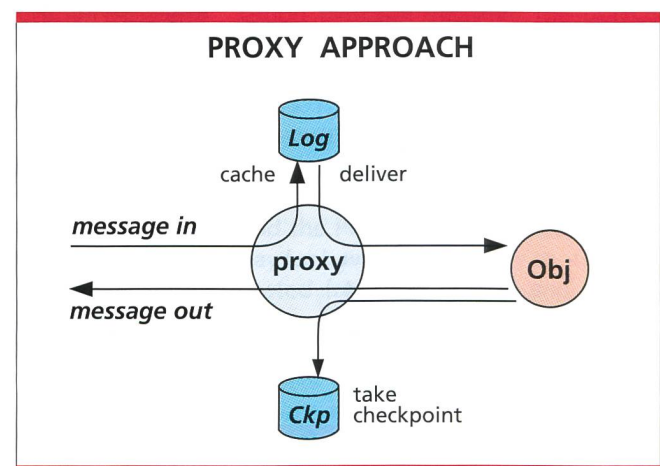 PROXY APPROACH
Log
cache
deliver
message in
proxy
Obj
message out
Ckp
take
checkpoint